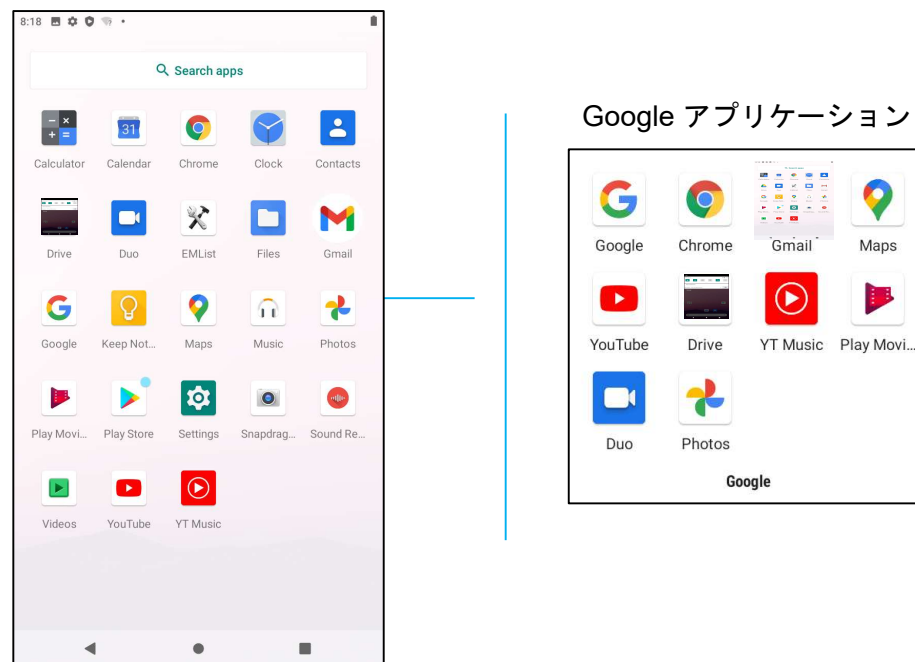 8:18
Search apps
Calculator Calendar Chrome Clock Contacts
31
Drive Duo EMList Files Gmail
Google Keep Not... Maps Music Photos
Play Movi... Play Store Settings Snapdrag... Sound Re...
Videos YouTube YT Music
Google アプリケーション
Google Chrome Gmail Maps
YouTube Drive YT Music Play Movi...
Duo Photos
Google